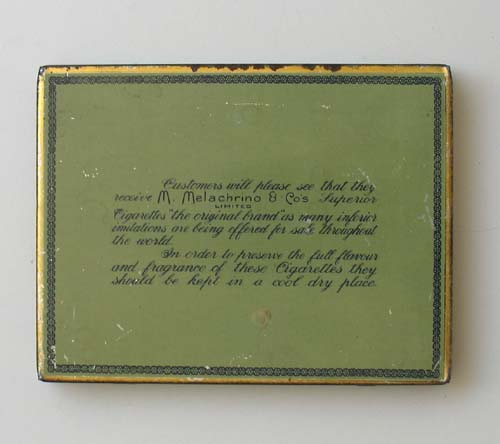 Customers will please see that they
receive M. Melachrino & Co's Superior
LIMITED
Cigarettes "the original brand" as many inferior
imitations are being offered for sale throughout
the world.
In order to preserve the full flavour
and fragrance of these Cigarettes they
should be kept in a cool dry place.